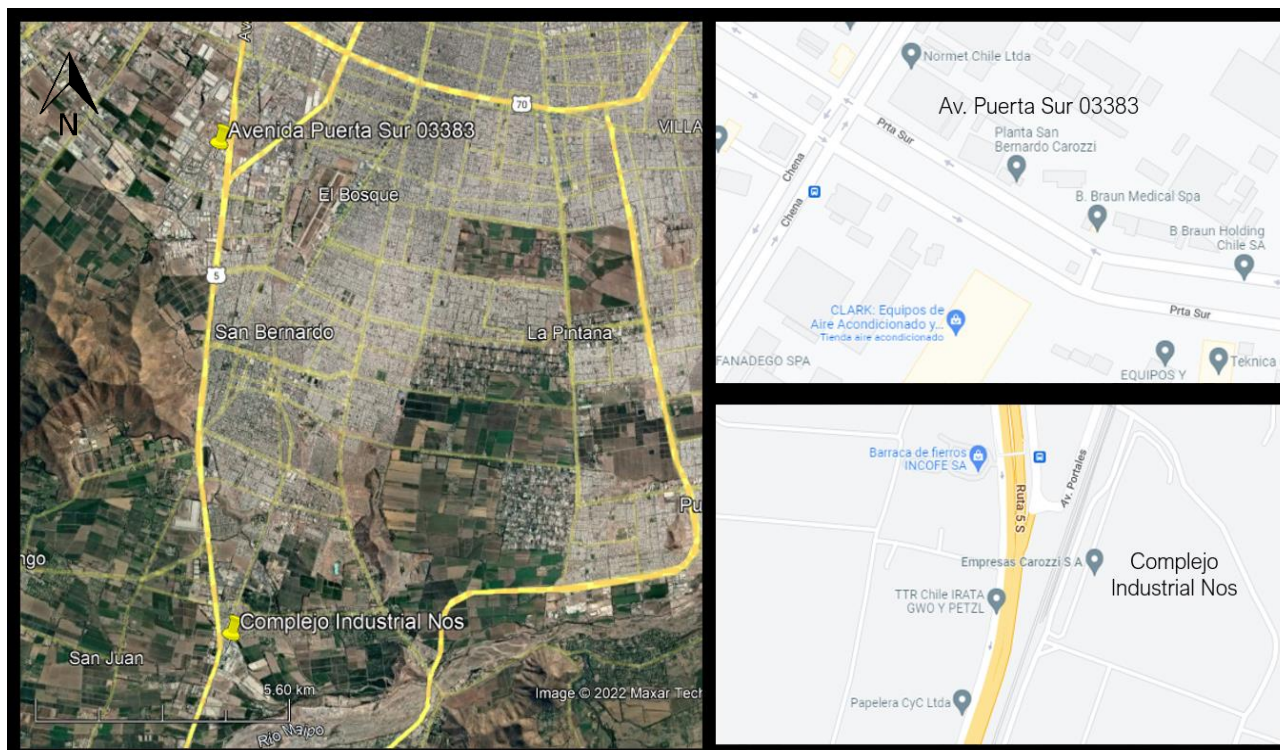 Av
N
Avenida Puerta Sur 03383
70
VILLA
El Bosque
5
San Bernardo
La Pintana
Pu
ngo
Complejo Industrial Nos
San Juan
5.60 km
Image © 2022 Maxar Tech
Río Maipo
Normet Chile Ltda
Av. Puerta Sur 03383
Prta Sur
Planta San
Bernardo Carozzi
Chena
Chena
B. Braun Medical Spa
B Braun Holding
Chile SA
Prta Sur
CLARK: Equipos de
Aire Acondicionado y...
Tienda aire acondicionado
FANADEGO SPA
EQUIPOS Y
Teknica
Barraca de fierros
INCOFE SA
Av. Portales
Ruta 5 S
Empresas Carozzi S A
Complejo
Industrial Nos
TTR Chile IRATA
GWO Y PETZL
Papelera CyC Ltda